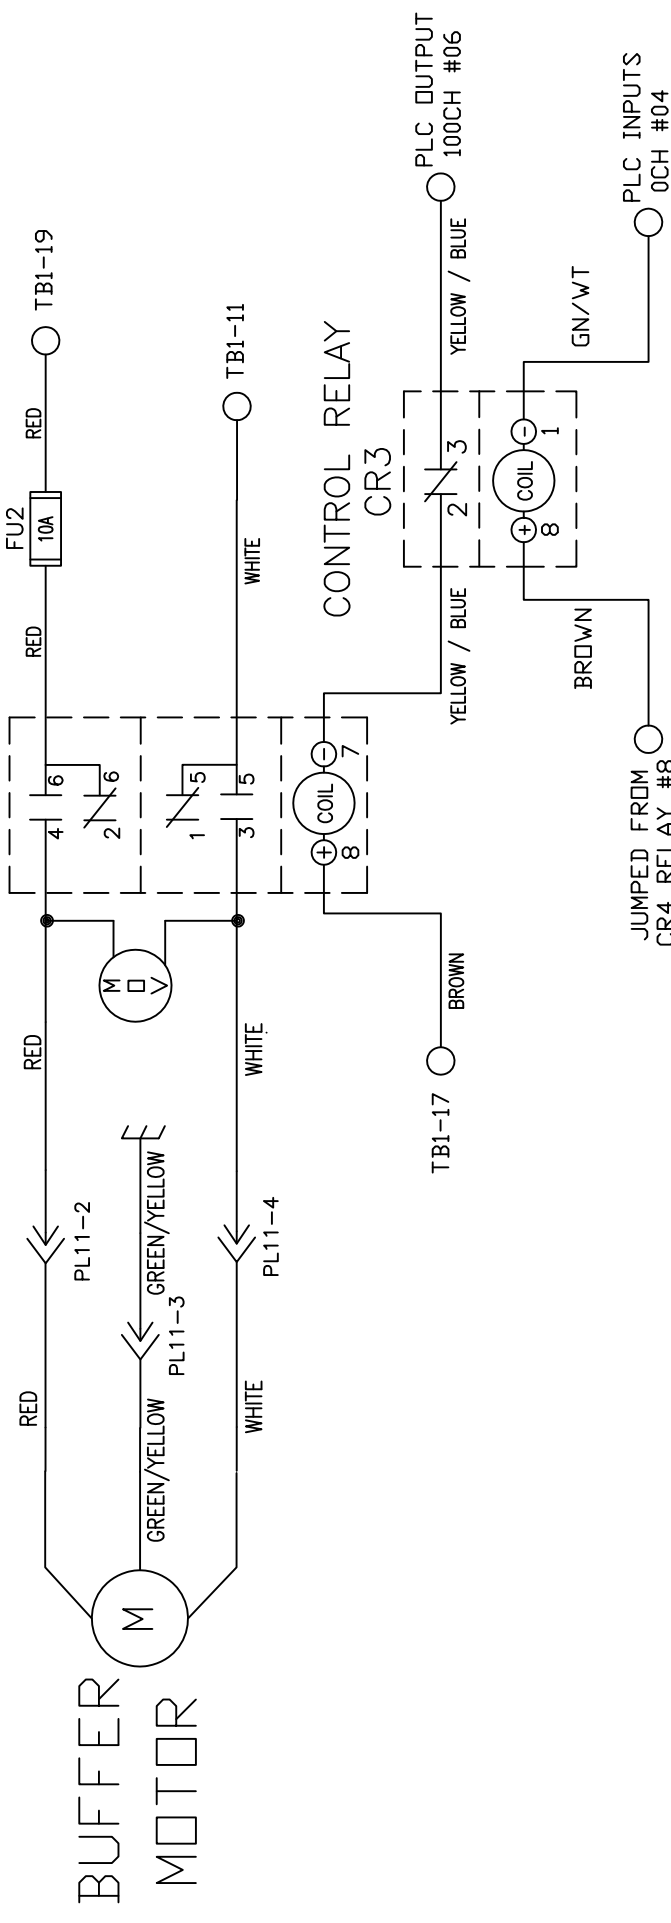 BUFFER
MOTOR
M
RED
PL11-2
RED
GREEN/YELLOW
PL11-3
GREEN/YELLOW
WHITE
PL11-4
WHITE
MOV
4
6
2
6
1
5
3
5
RED
FU2
10A
RED
TB1-19
WHITE
TB1-11
TB1-17
BROWN
+
8
COIL
-
7
CONTROL RELAY
CR3
YELLOW / BLUE
2
3
YELLOW / BLUE
PLC OUTPUT
100CH #06
JUMPED FROM
CR4 RELAY #8
BROWN
+
8
COIL
-
1
GN/WT
PLC INPUTS
0CH #04